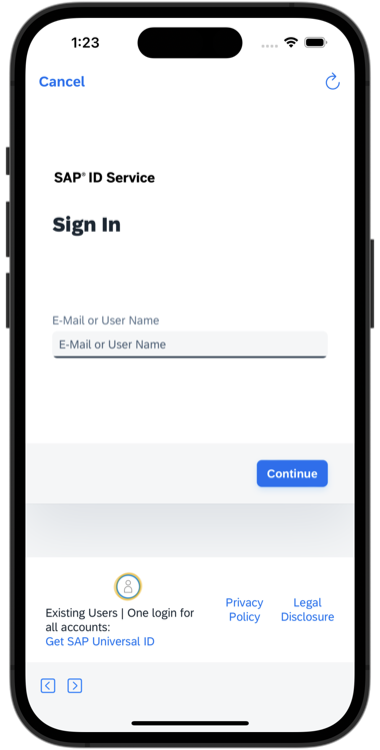 1:23
Cancel
SAP® ID Service
Sign In
E-Mail or User Name
E-Mail or User Name
Continue
Existing Users | One login for
all accounts:
Get SAP Universal ID
Privacy
Policy
Legal
Disclosure